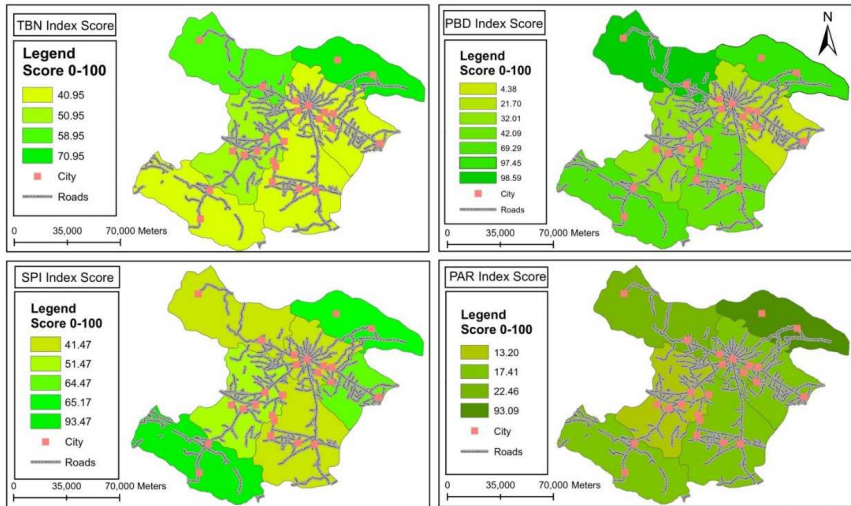 TBN Index Score
Legend
Score 0-100
40.95
50.95
58.95
70.95
City
Roads
0 35,000 70,000 Meters
PBD Index Score
N
Legend
Score 0-100
4.38
21.70
32.01
42.09
69.29
97.45
98.59
City
Roads
0 35,000 70,000 Meters
SPI Index Score
Legend
Score 0-100
41.47
51.47
64.47
65.17
93.47
City
Roads
0 35,000 70,000 Meters
PAR Index Score
Legend
Score 0-100
13.20
17.41
22.46
93.09
City
Roads
0 35,000 70,000 Meters